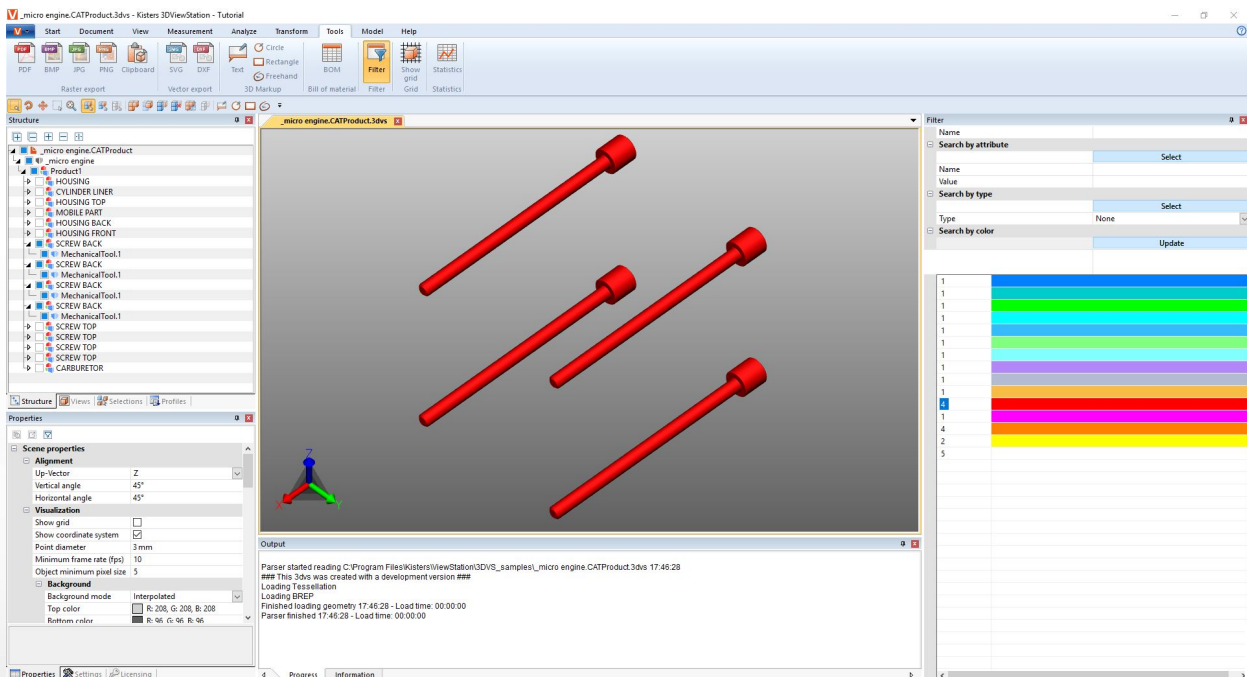 _micro engine.CATProduct.3dvs - Kisters 3DViewStation - Tutorial
Start Document View Measurement Analyze Transform Tools Model Help
PDF BMP JPG PNG Clipboard SVG DXF Text Circle Rectangle Freehand BOM Filter Show grid Statistics
Raster export Vector export 3D Markup Bill of material Filter Grid Statistics
Structure
_micro engine.CATProduct
_micro engine
Product1
HOUSING
CYLINDER LINER
HOUSING TOP
MOBILE PART
HOUSING BACK
HOUSING FRONT
SCREW BACK
MechanicalTool.1
SCREW BACK
MechanicalTool.1
SCREW BACK
MechanicalTool.1
SCREW BACK
MechanicalTool.1
SCREW TOP
SCREW TOP
SCREW TOP
SCREW TOP
CARBURETOR
Structure Views Selections Profiles
Properties
Scene properties
Alignment
Up-Vector Z
Vertical angle 45°
Horizontal angle 45°
Visualization
Show grid
Show coordinate system
Point diameter 3 mm
Minimum frame rate (fps) 10
Object minimum pixel size 5
Background
Background mode Interpolated
Top color R: 208, G: 208, B: 208
Bottom color R: 96, G: 96, B: 96
Properties Settings Licensing
_micro engine.CATProduct.3dvs
Z
X
Y
Output
Parser started reading C:\Program Files\Kisters\ViewStation\3DVS_samples\_micro engine.CATProduct.3dvs 17:46:28
### This 3dvs was created with a development version ###
Loading Tessellation
Loading BREP
Finished loading geometry 17:46:28 - Load time: 00:00:00
Parser finished 17:46:28 - Load time: 00:00:00
Progress Information
Filter
Name
Search by attribute
Select
Name
Value
Search by type
Select
Type None
Search by color
Update
1
1
1
1
1
1
1
1
1
1
4
1
4
2
5